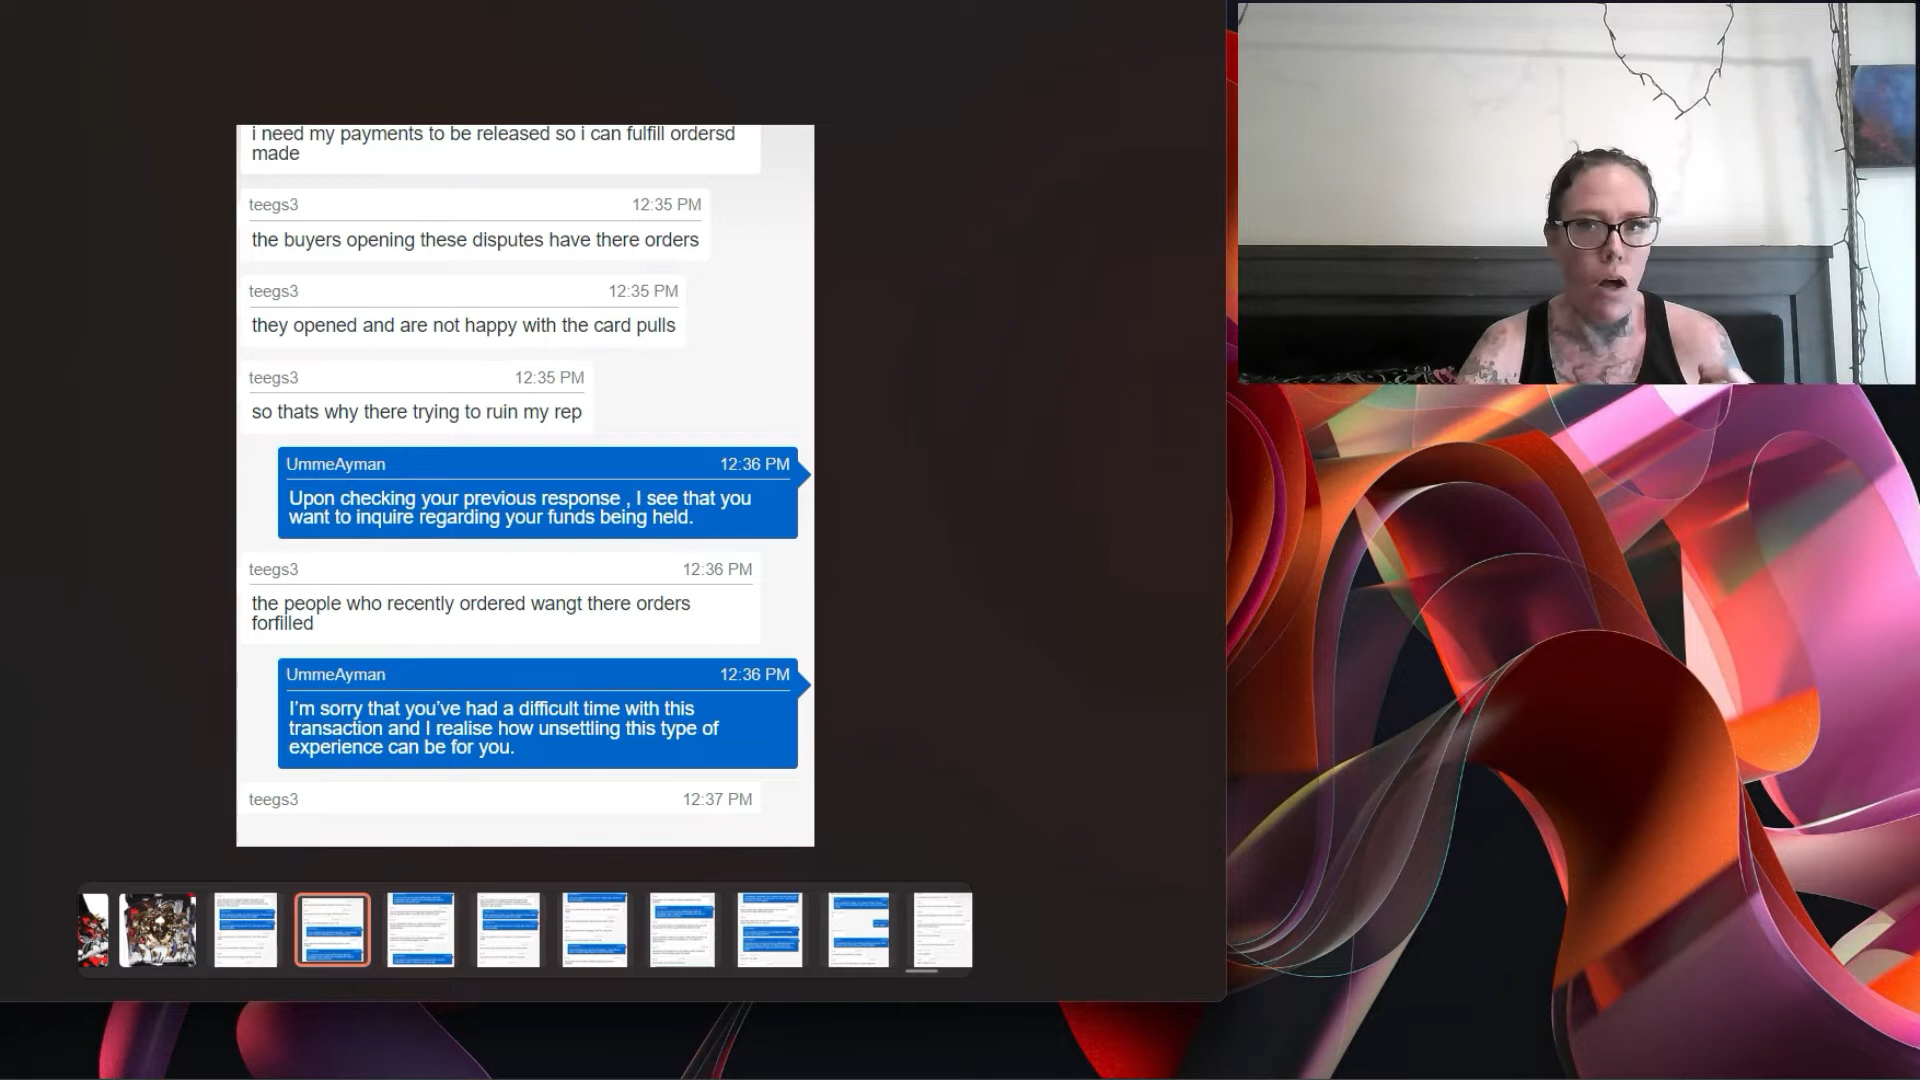 i need my payments to be released so i can fulfill ordersd
made
teegs3 12:35 PM
the buyers opening these disputes have there orders
teegs3 12:35 PM
they opened and are not happy with the card pulls
teegs3 12:35 PM
so thats why there trying to ruin my rep
UmmeAyman 12:36 PM
Upon checking your previous response , I see that you
want to inquire regarding your funds being held.
teegs3 12:36 PM
the people who recently ordered wangt there orders
forfilled
UmmeAyman 12:36 PM
I'm sorry that you've had a difficult time with this
transaction and I realise how unsettling this type of
experience can be for you.
teegs3 12:37 PM